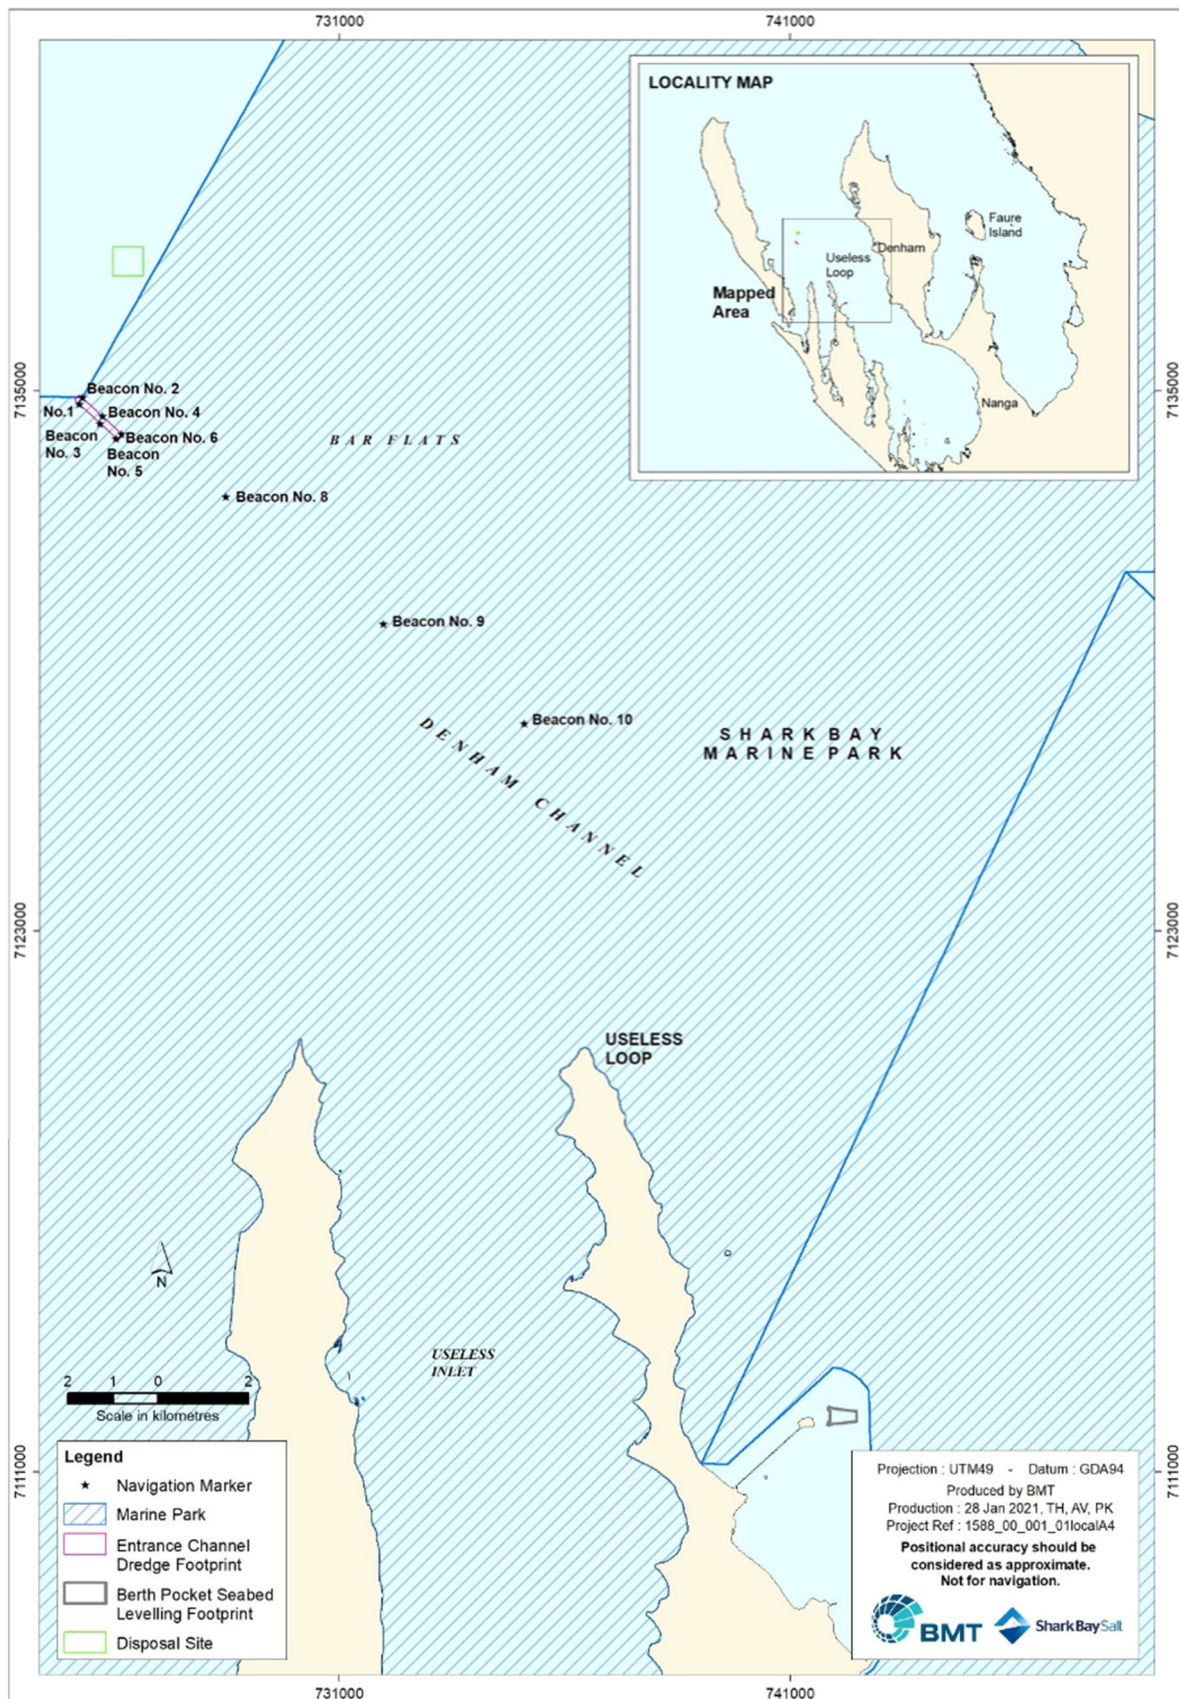 731000
741000
LOCALITY MAP
Faure
Island
Denham
Useless
Loop
Mapped
Area
Nanga
7135000
7135000
Beacon No. 2
No.1
Beacon No. 4
Beacon
No. 3
Beacon No. 6
Beacon
No. 5
BAR FLATS
Beacon No. 8
Beacon No. 9
Beacon No. 10
DENHAM CHANNEL
SHARK BAY
MARINE PARK
7123000
7123000
USELESS
LOOP
N
USELESS
INLET
2 1 0 2
Scale in kilometres
7111000
7111000
Legend
Navigation Marker
Marine Park
Entrance Channel
Dredge Footprint
Berth Pocket Seabed
Levelling Footprint
Disposal Site
Projection : UTM49 - Datum : GDA94
Produced by BMT
Production : 28 Jan 2021, TH, AV, PK
Project Ref : 1588_00_001_01localA4
Positional accuracy should be
considered as approximate.
Not for navigation.
BMT
SharkBaySalt
731000
741000